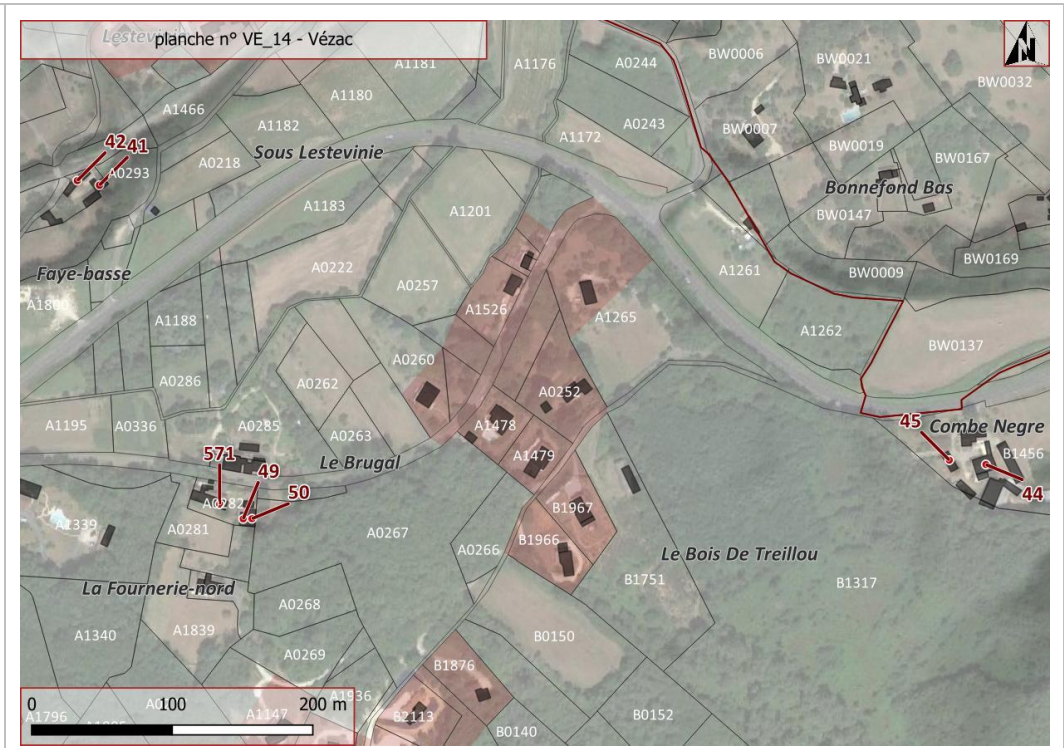 Lestevinie
planche n° VE_14 - Vézac
A1181
A1176
A0244
BW0006
BW0021
BW0032
A1466
A1180
A1182
A0243
A1172
BW0007
BW0019
BW0167
42
41
A0293
A0218
Sous Lestevinie
Bonnefond Bas
A1183
A1201
BW0147
Faye-basse
A0222
A0257
A1261
BW0009
BW0169
A1800
A1188
A1526
A1265
A1262
BW0137
A0286
A0262
A0260
A0252
A1195
A0336
A0285
A0263
A1478
Combe Negre
45
571
49
50
Le Brugal
A1479
B1456
44
A0282
A1339
A0281
A0267
B1967
B1966
A0266
Le Bois De Treillou
La Fournerie-nord
B1751
B1317
A0268
A1340
A1839
B0150
A0269
B1876
A1936
0 100 200 m
A1796
A1147
B2113
B0140
B0152